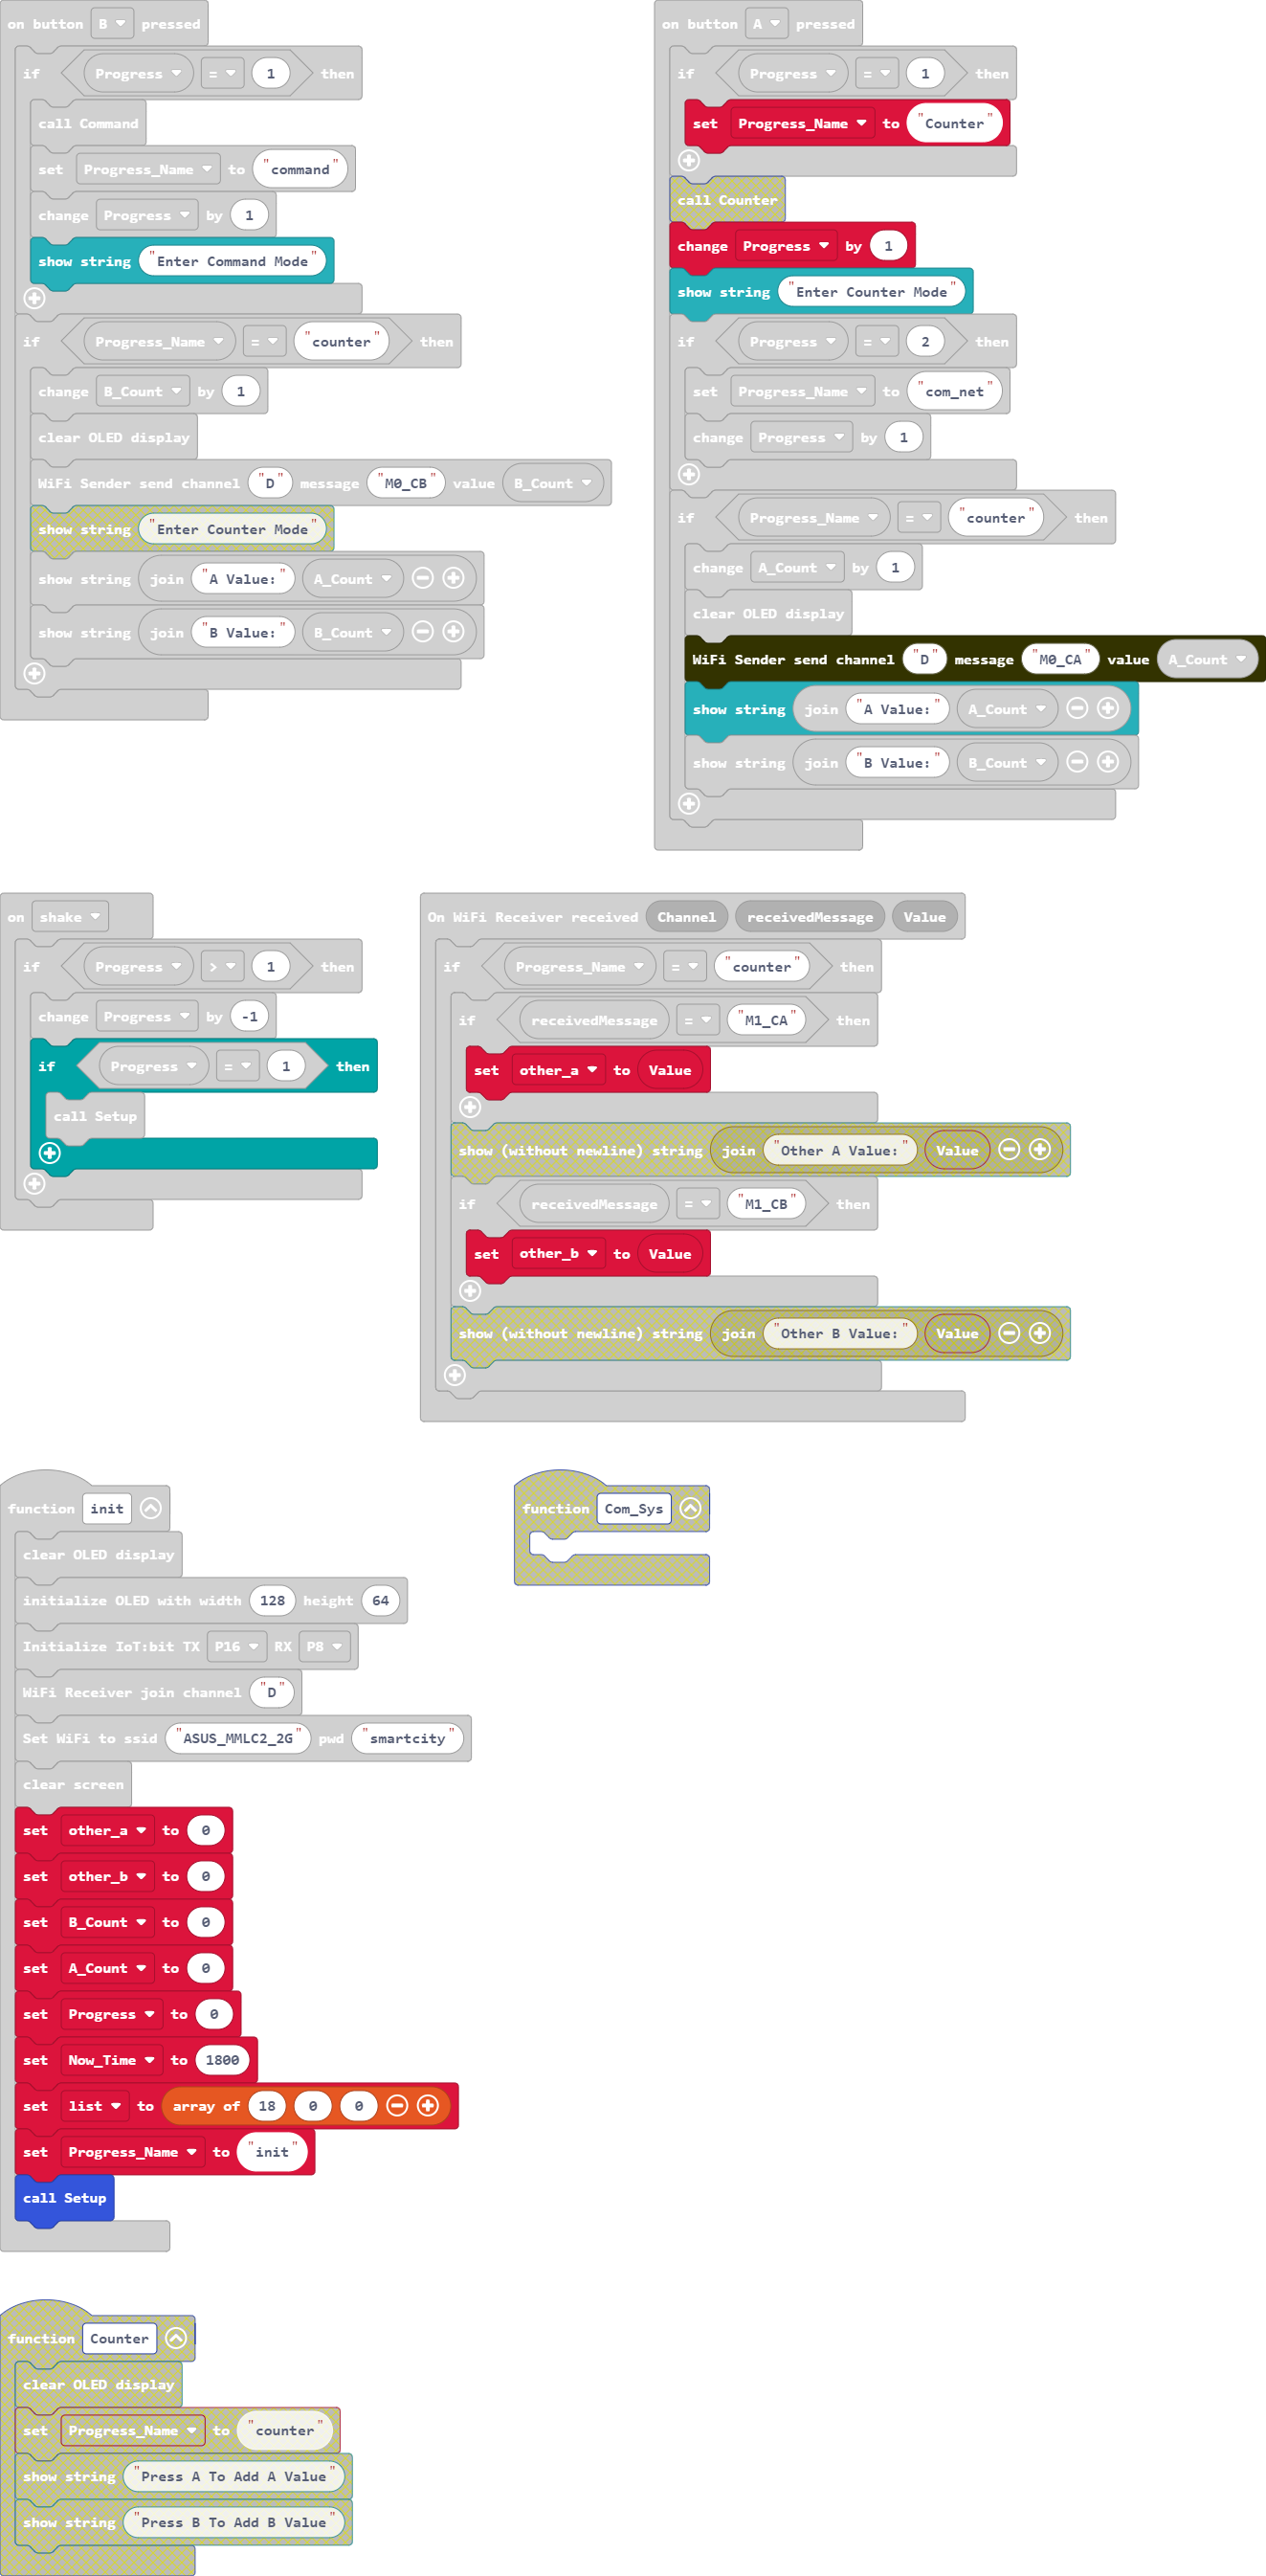 on button B pressed
if Progress = 1 then
call Command
set Progress_Name to "command"
change Progress by 1
show string "Enter Command Mode"
if Progress_Name = "counter" then
change B_Count by 1
clear OLED display
WiFi Sender send channel "D" message "M0_CB" value B_Count
show string "Enter Counter Mode"
show string join "A Value:" A_Count
show string join "B Value:" B_Count
on button A pressed
if Progress = 1 then
set Progress_Name to "Counter"
call Counter
change Progress by 1
show string "Enter Counter Mode"
if Progress = 2 then
set Progress_Name to "com_net"
change Progress by 1
if Progress_Name = "counter" then
change A_Count by 1
clear OLED display
WiFi Sender send channel "D" message "M0_CA" value A_Count
show string join "A Value:" A_Count
show string join "B Value:" B_Count
on shake
if Progress > 1 then
change Progress by -1
if Progress = 1 then
call Setup
On WiFi Receiver received Channel receivedMessage Value
if Progress_Name = "counter" then
if receivedMessage = "M1_CA" then
set other_a to Value
show (without newline) string join "Other A Value:" Value
if receivedMessage = "M1_CB" then
set other_b to Value
show (without newline) string join "Other B Value:" Value
function init
clear OLED display
initialize OLED with width 128 height 64
Initialize IoT:bit TX P16 RX P8
WiFi Receiver join channel "D"
Set WiFi to ssid "ASUS_MMLC2_2G" pwd "smartcity"
clear screen
set other_a to 0
set other_b to 0
set B_Count to 0
set A_Count to 0
set Progress to 0
set Now_Time to 1800
set list to array of 18 0 0
set Progress_Name to "init"
call Setup
function Com_Sys
function Counter
clear OLED display
set Progress_Name to "counter"
show string "Press A To Add A Value"
show string "Press B To Add B Value"